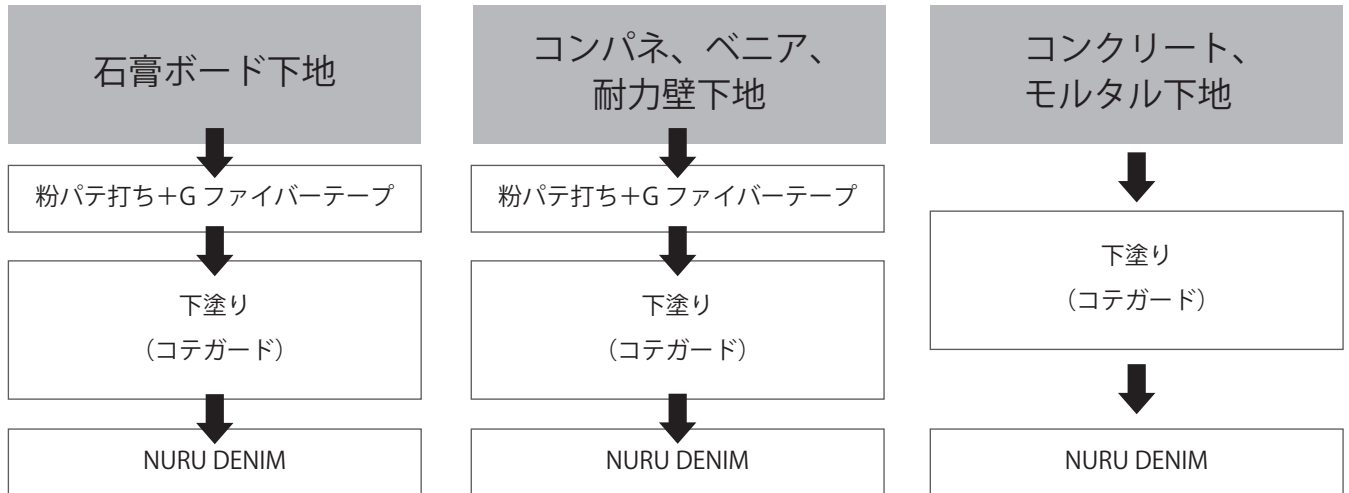 石膏ボード下地
粉パテ打ち+G ファイバーテープ
下塗り
（コテガード）
NURU DENIM
コンパネ、ベニア、
耐力壁下地
粉パテ打ち+G ファイバーテープ
下塗り
（コテガード）
NURU DENIM
コンクリート、
モルタル下地
下塗り
（コテガード）
NURU DENIM